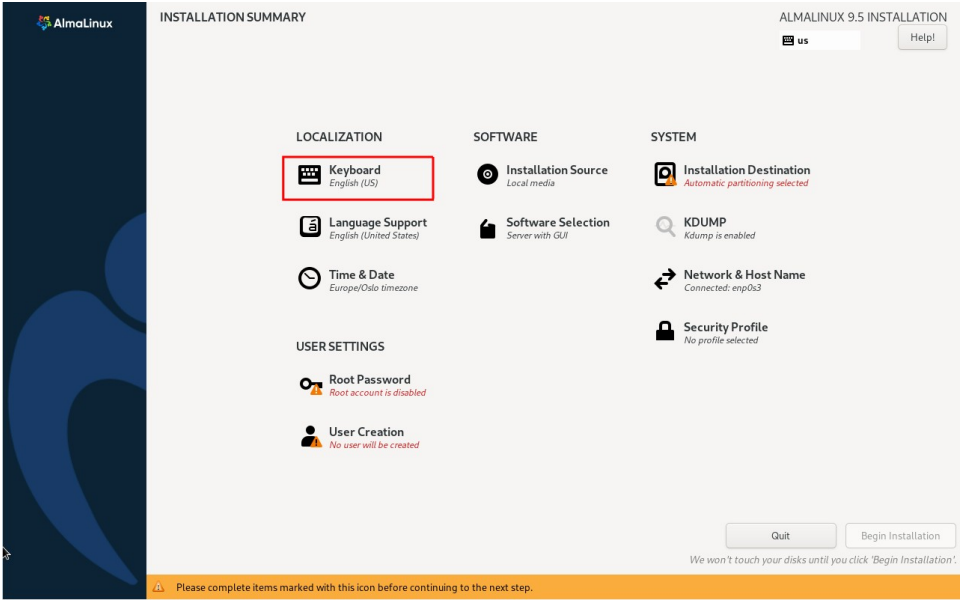 AlmaLinux
INSTALLATION SUMMARY
ALMALINUX 9.5 INSTALLATION
us
Help!
LOCALIZATION
Keyboard
English (US)
Language Support
English (United States)
Time & Date
Europe/Oslo timezone
USER SETTINGS
Root Password
Root account is disabled
User Creation
No user will be created
SOFTWARE
Installation Source
Local media
Software Selection
Server with GUI
SYSTEM
Installation Destination
Automatic partitioning selected
KDUMP
Kdump is enabled
Network & Host Name
Connected: enp0s3
Security Profile
No profile selected
Quit
Begin Installation
We won't touch your disks until you click 'Begin Installation'.
Please complete items marked with this icon before continuing to the next step.